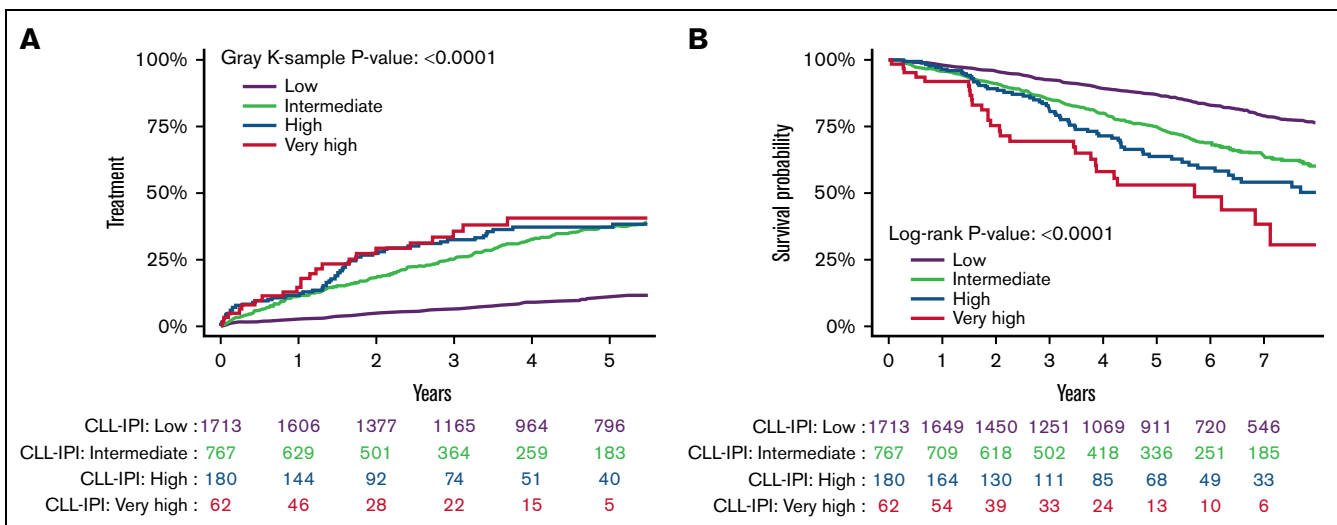 A
Gray K-sample P-value: <0.0001
Low
Intermediate
High
Very high
100%
75%
50%
25%
0%
Treatment
0 1 2 3 4 5
Years
CLL-IPI: Low : 1713 1606 1377 1165 964 796
CLL-IPI: Intermediate : 767 629 501 364 259 183
CLL-IPI: High : 180 144 92 74 51 40
CLL-IPI: Very high : 62 46 28 22 15 5
B
100%
75%
50%
25%
0%
Survival probability
Log-rank P-value: <0.0001
Low
Intermediate
High
Very high
0 1 2 3 4 5 6 7
Years
CLL-IPI: Low : 1713 1649 1450 1251 1069 911 720 546
CLL-IPI: Intermediate : 767 709 618 502 418 336 251 185
CLL-IPI: High : 180 164 130 111 85 68 49 33
CLL-IPI: Very high : 62 54 39 33 24 13 10 6